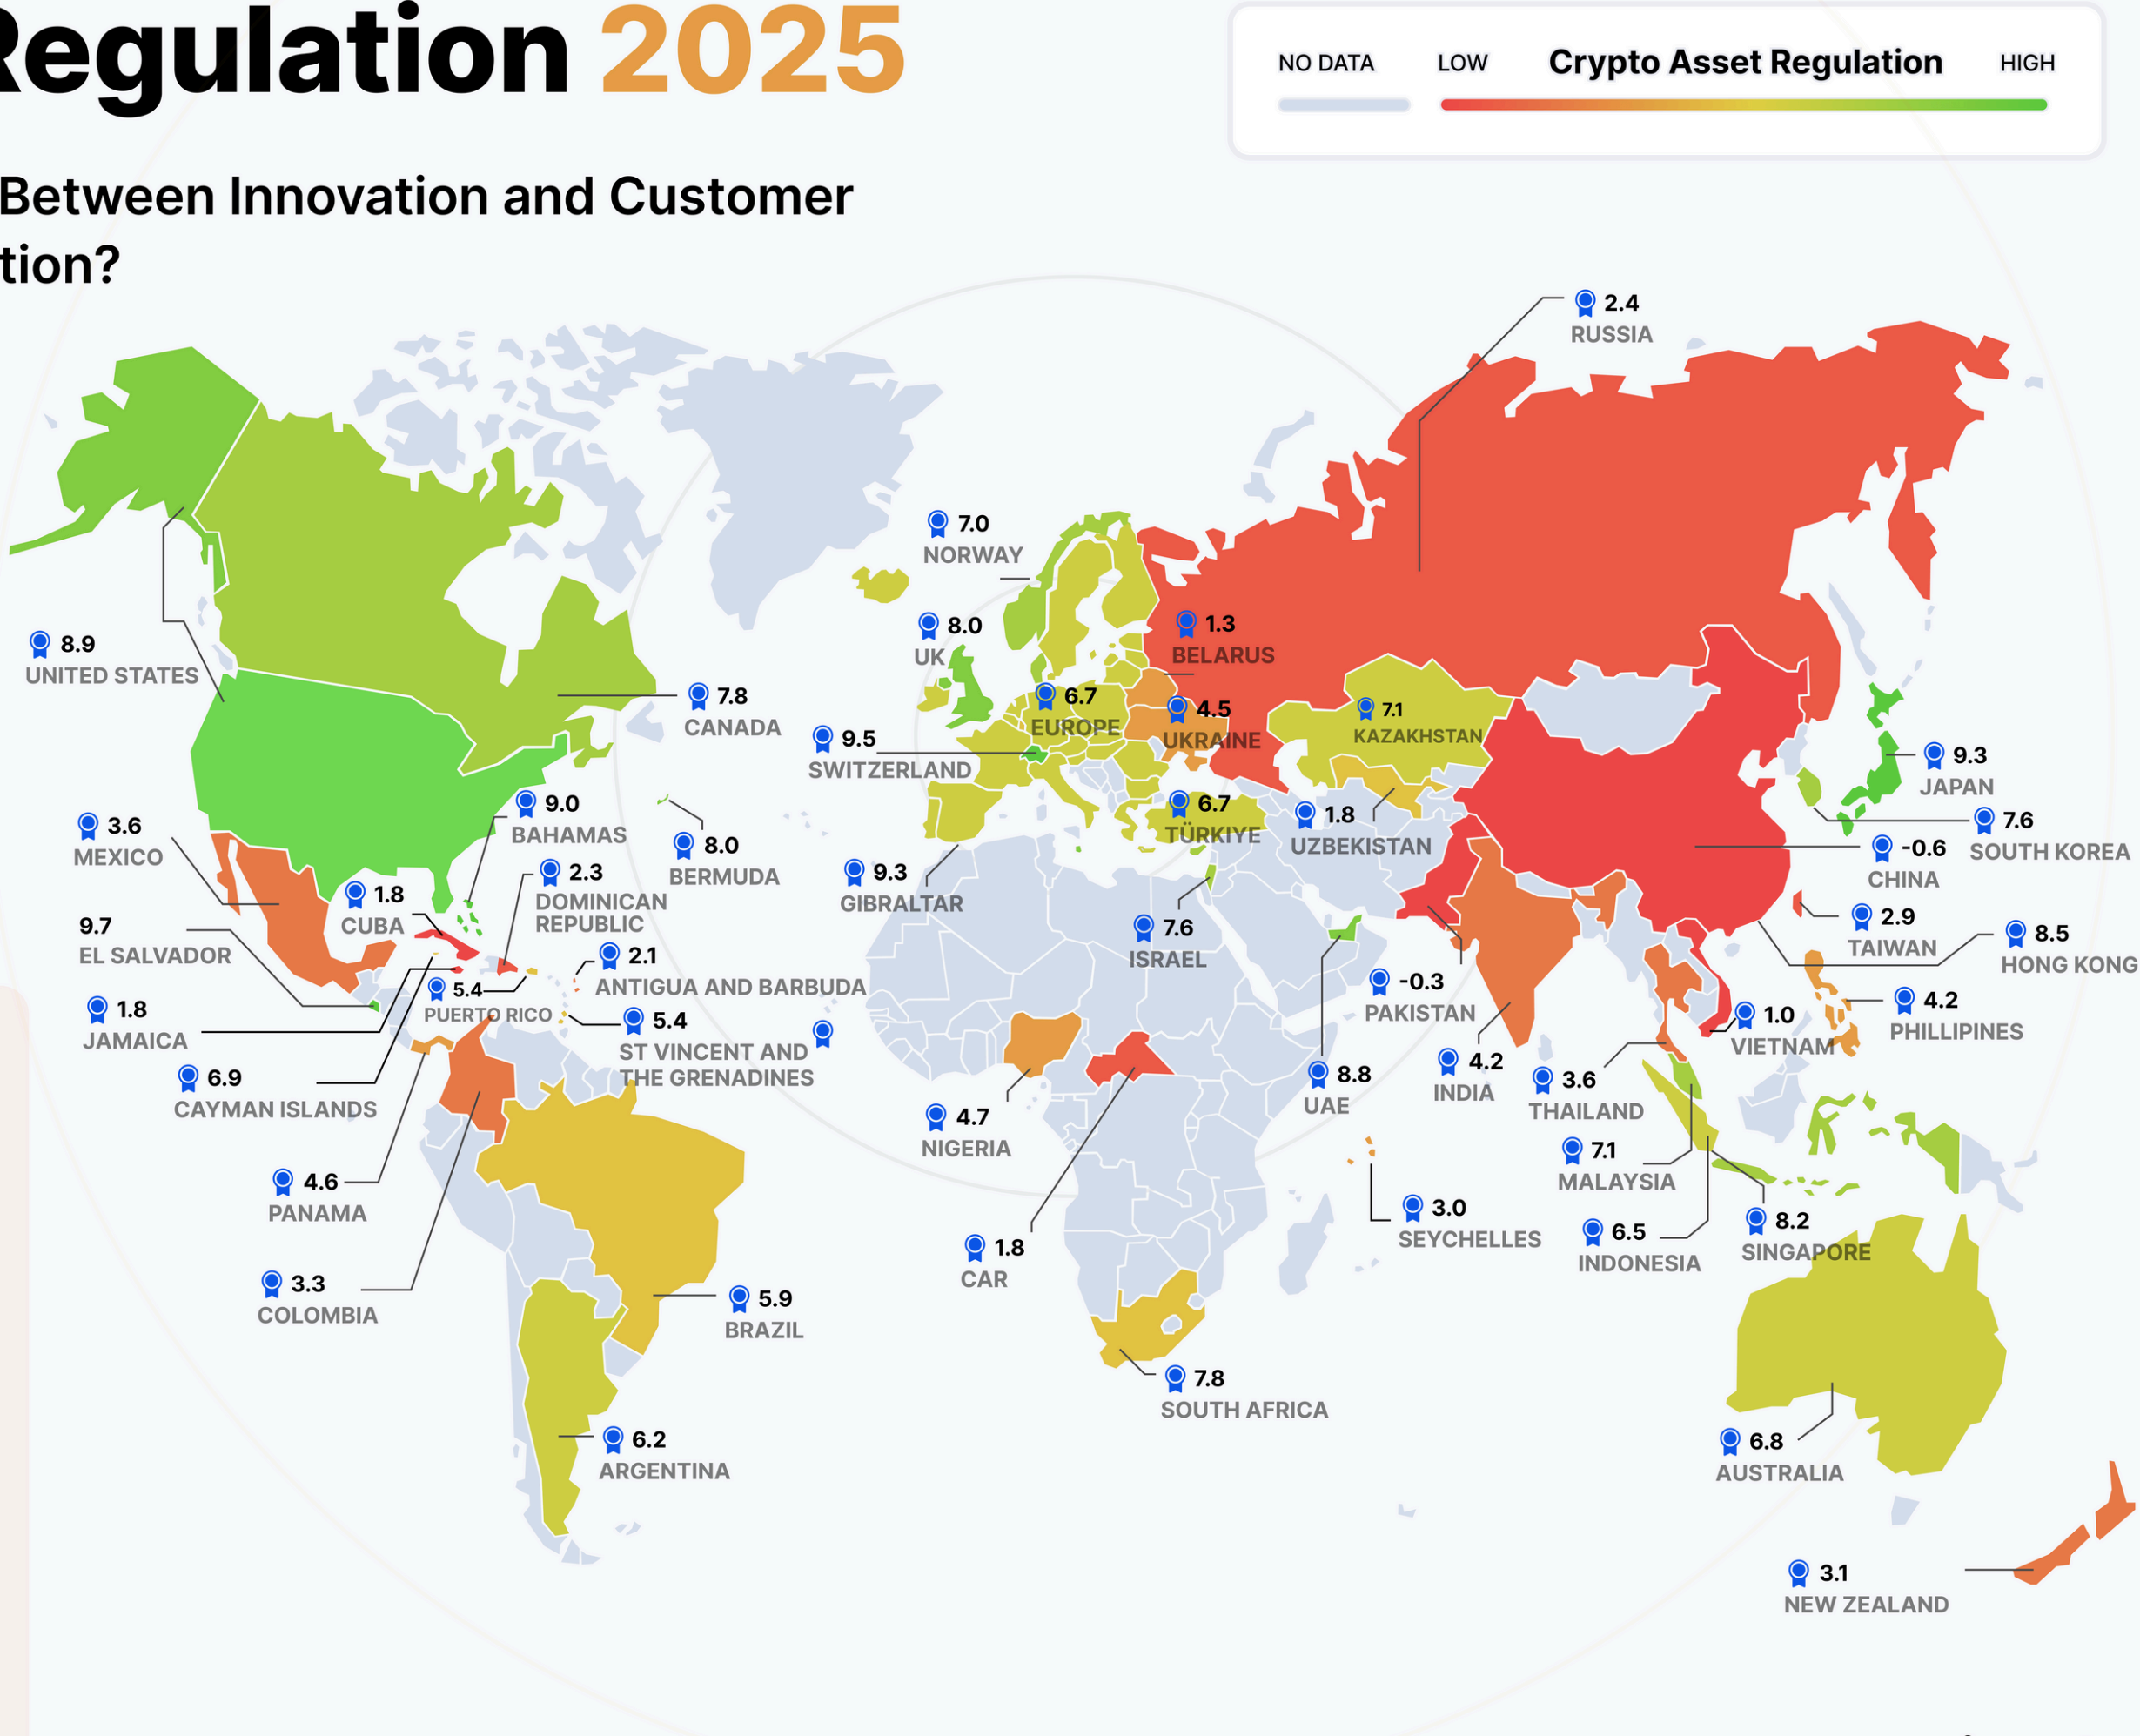 Regulation 2025
Between Innovation and Customer
tion?
NO DATA LOW Crypto Asset Regulation HIGH
2.4
RUSSIA
7.0
NORWAY
8.0
UK
1.3
BELARUS
8.9
UNITED STATES
7.8
CANADA
6.7
EUROPE
4.5
UKRAINE
7.1
KAZAKHSTAN
9.5
SWITZERLAND
9.3
JAPAN
3.6
MEXICO
9.0
BAHAMAS
8.0
BERMUDA
6.7
TÜRKIYE
1.8
UZBEKISTAN
7.6
SOUTH KOREA
-0.6
CHINA
1.8
CUBA
2.3
DOMINICAN
REPUBLIC
9.3
GIBRALTAR
9.7
EL SALVADOR
7.6
ISRAEL
2.9
TAIWAN
8.5
HONG KONG
2.1
ANTIGUA AND BARBUDA
-0.3
PAKISTAN
5.4
PUERTO RICO
1.8
JAMAICA
5.4
ST VINCENT AND
THE GRENADINES
4.2
PHILLIPINES
1.0
VIETNAM
6.9
CAYMAN ISLANDS
8.8
UAE
4.2
INDIA
3.6
THAILAND
4.7
NIGERIA
7.1
MALAYSIA
4.6
PANAMA
3.0
SEYCHELLES
6.5
INDONESIA
8.2
SINGAPORE
1.8
CAR
3.3
COLOMBIA
5.9
BRAZIL
7.8
SOUTH AFRICA
6.2
ARGENTINA
6.8
AUSTRALIA
3.1
NEW ZEALAND